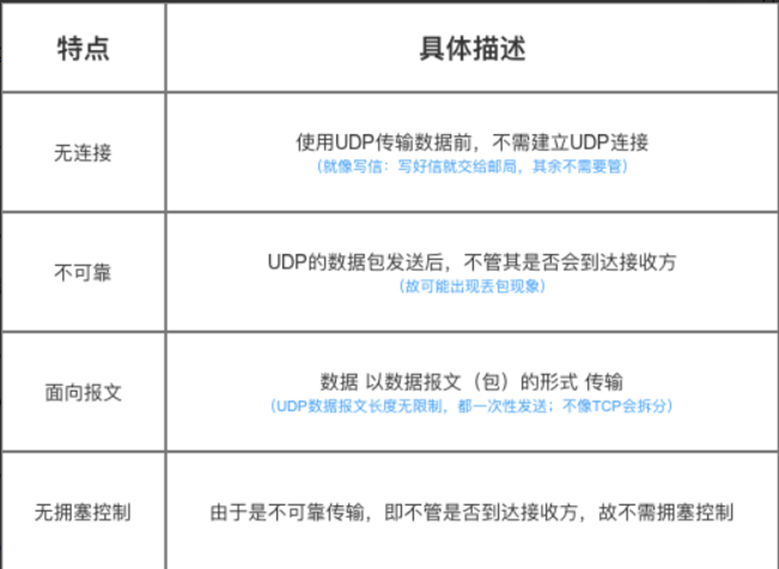 特点 具体描述
无连接 使用UDP传输数据前，不需建立UDP连接
（就像写信：写好信就交给邮局，其余不需要管）
不可靠 UDP的数据包发送后，不管其是否会到达接收方
（故可能出现丢包现象）
面向报文 数据 以数据报文（包）的形式 传输
（UDP数据报文长度无限制，都一次性发送；不像TCP会拆分）
无拥塞控制 由于是不可靠传输，即不管是否到达接收方，故不需拥塞控制